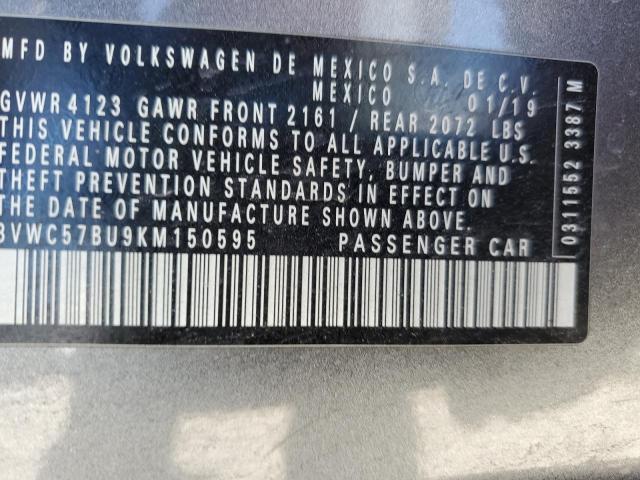 MFD BY VOLKSWAGEN DE MEXICO S.A. DE C.V.
MEXICO 01/19
GVWR 4123 GAWR FRONT 2161 / REAR 2072 LBS
THIS VEHICLE CONFORMS TO ALL APPLICABLE U.S.
FEDERAL MOTOR VEHICLE SAFETY, BUMPER AND
THEFT PREVENTION STANDARDS IN EFFECT ON
THE DATE OF MANUFACTURE SHOWN ABOVE.
3VWC57BU9KM150595 PASSENGER CAR
0311552 3387 M